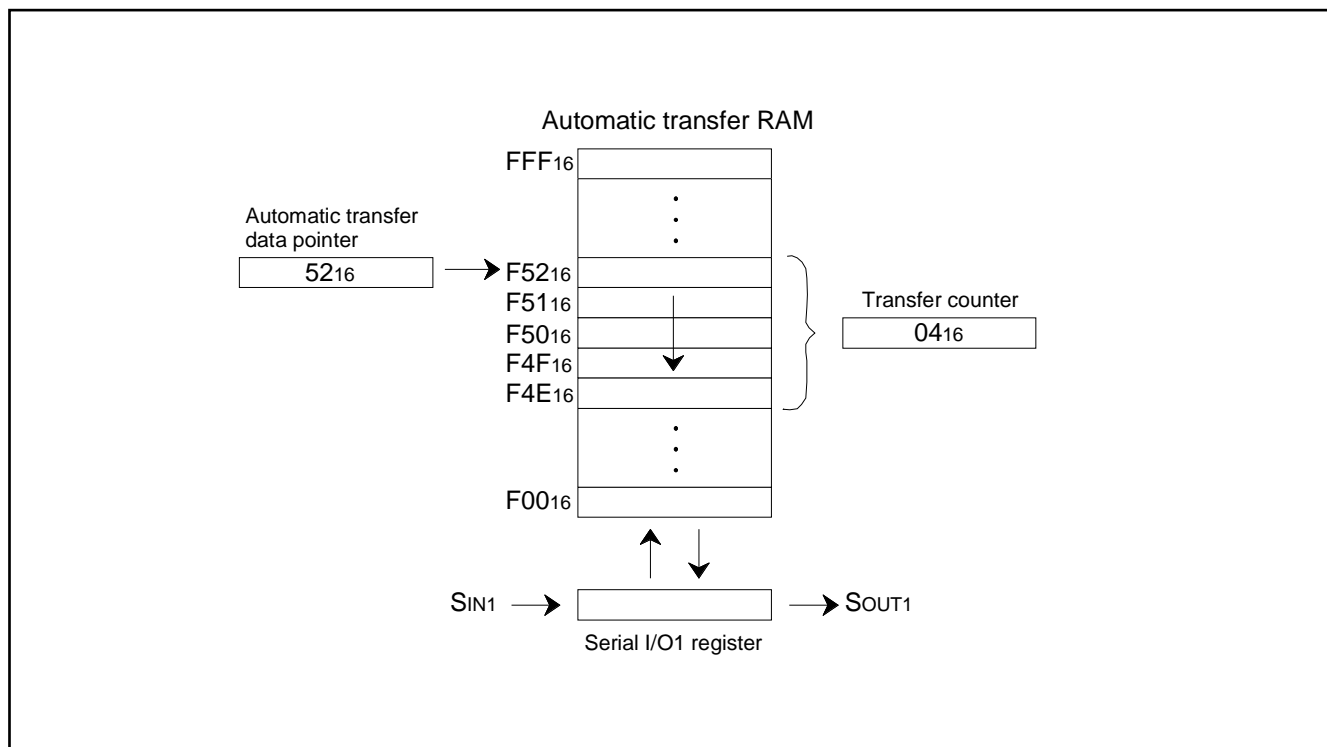 Automatic transfer RAM
FFF16
Automatic transfer
data pointer
5216
F5216
F5116
F5016
F4F16
F4E16
Transfer counter
0416
F0016
SIN1
SOUT1
Serial I/O1 register